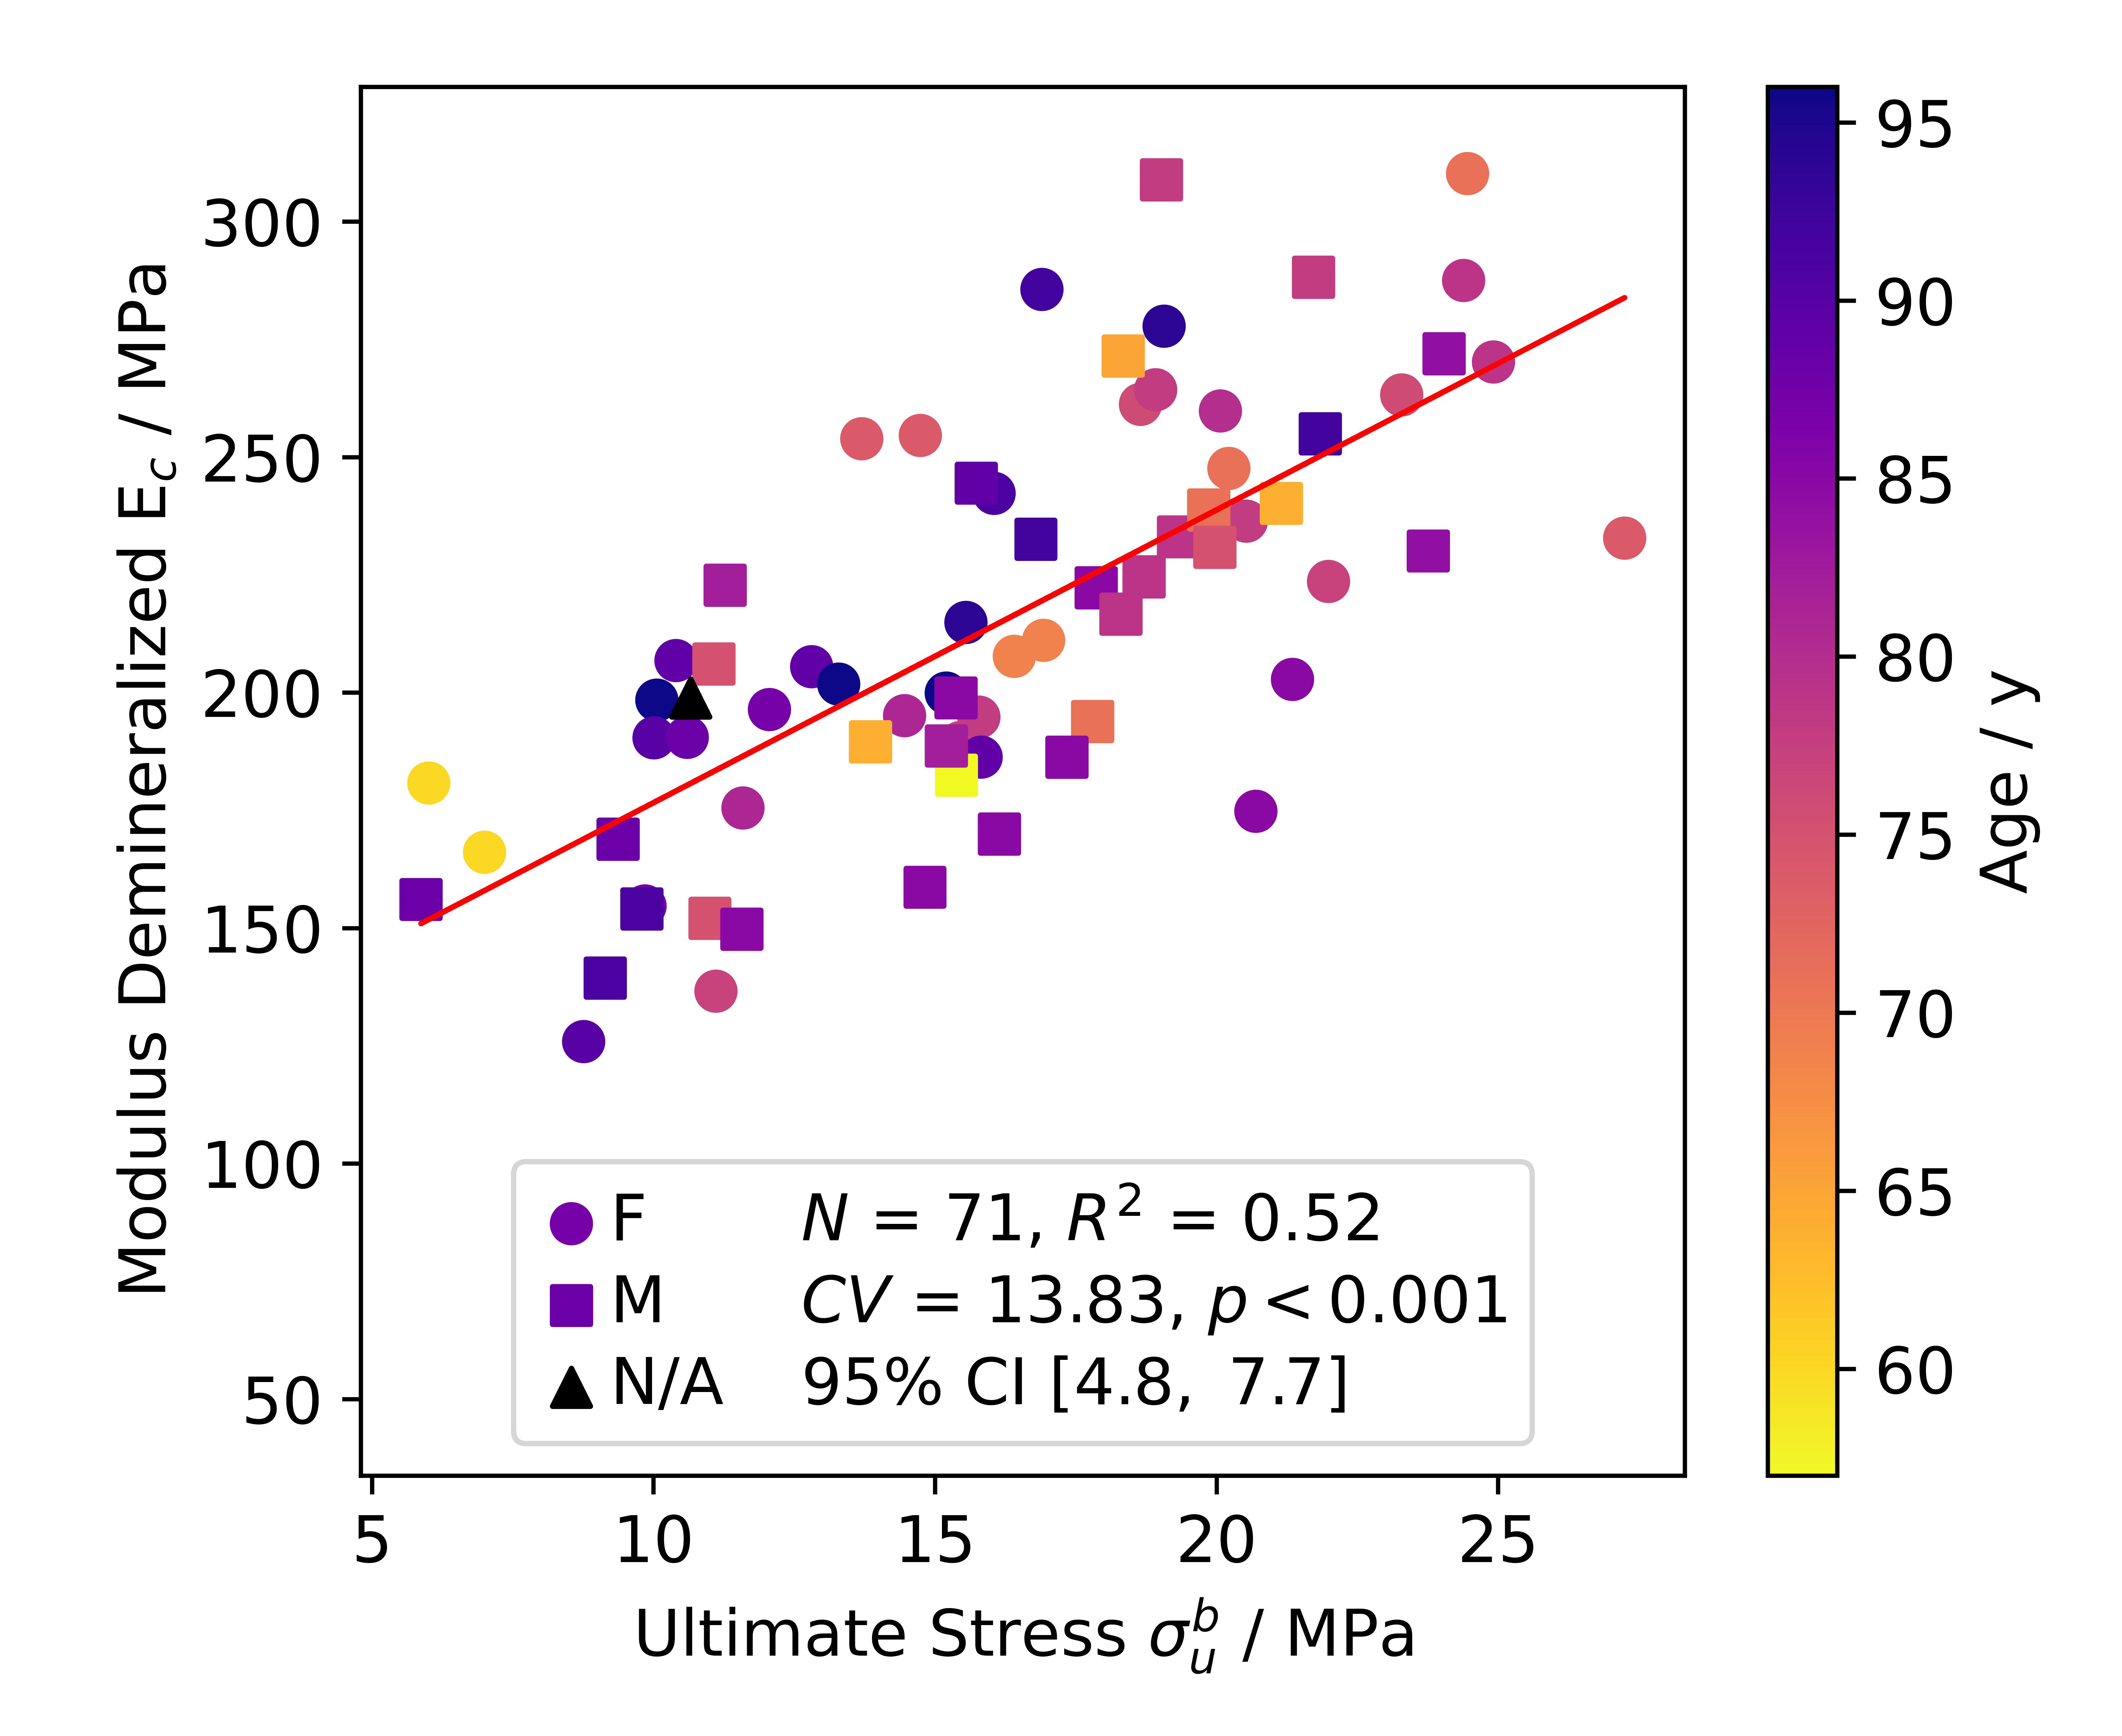 Modulus Demineralized E_c / MPa
300
250
200
150
100
50
F N = 71, R² = 0.52
M CV = 13.83, p < 0.001
N/A 95% CI [4.8, 7.7]
5 10 15 20 25
Ultimate Stress σ_u^b / MPa
95
90
85
80
75
70
65
60
Age / y